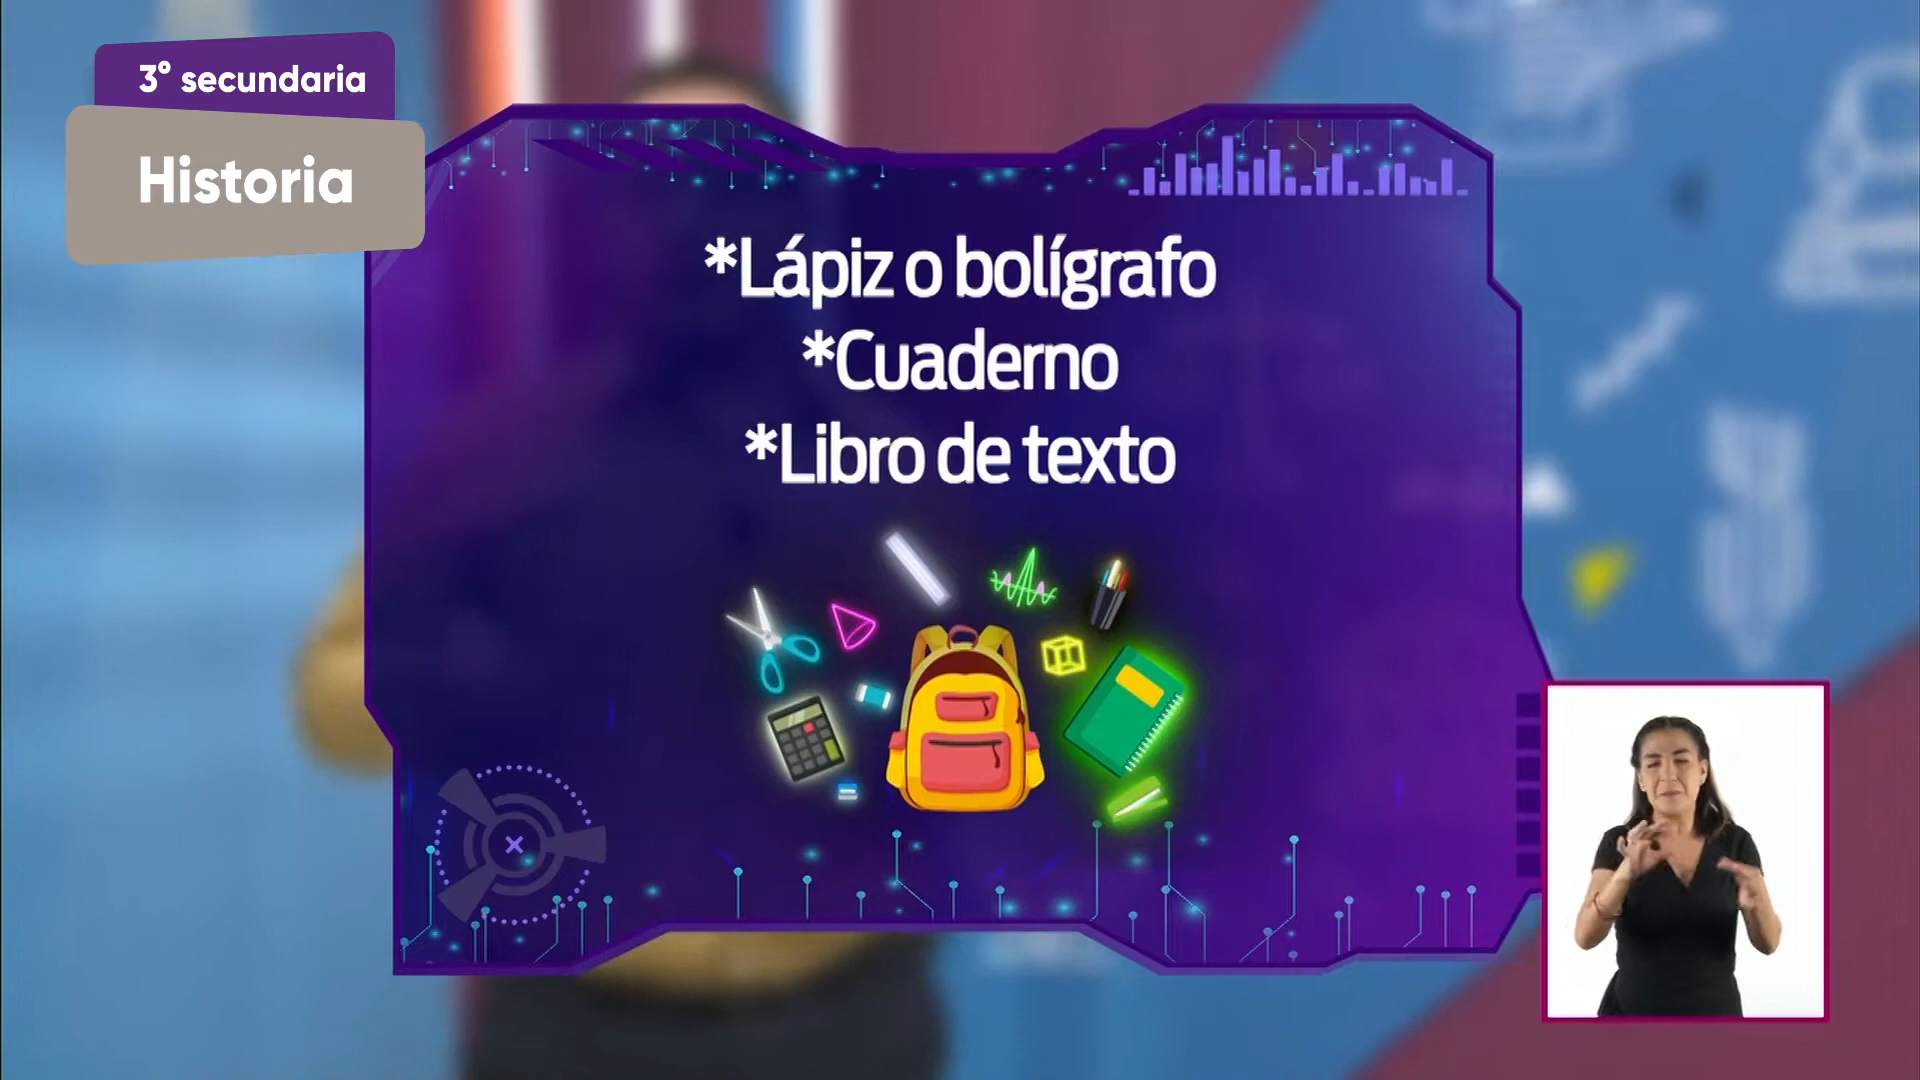 3° secundaria
Historia
*Lápiz o bolígrafo
*Cuaderno
*Libro de texto